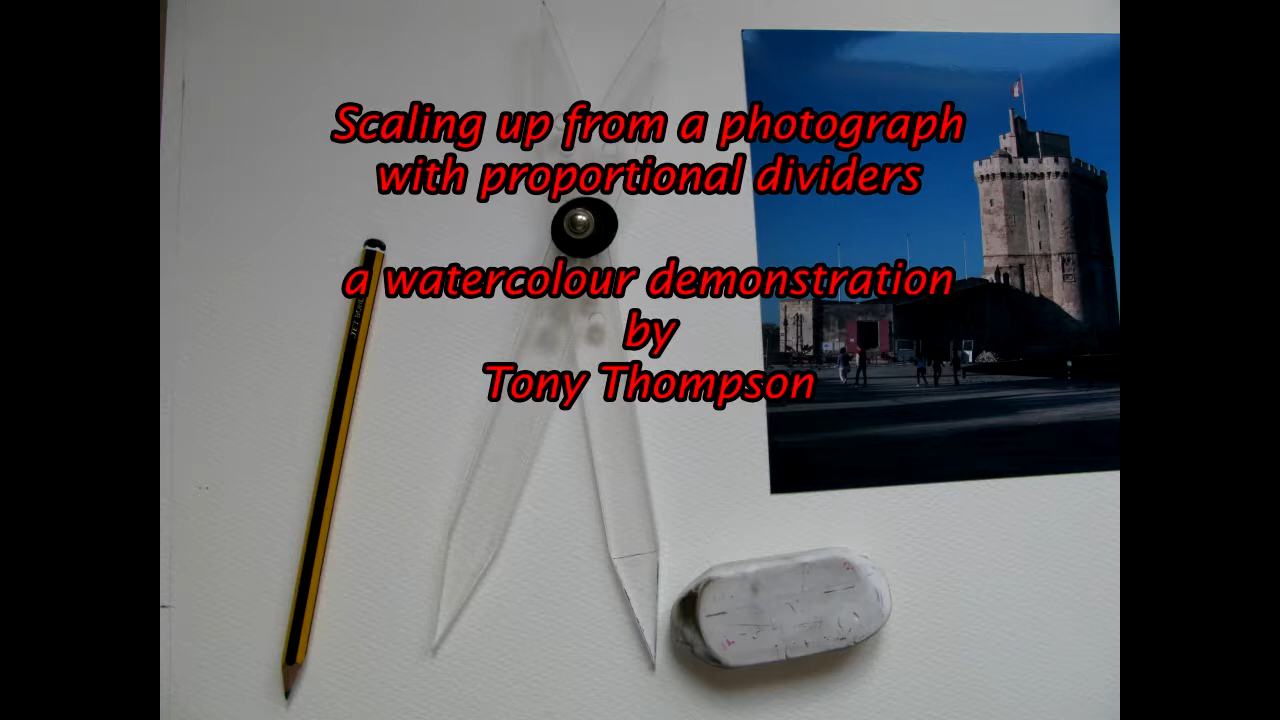 Scaling up from a photograph
with proportional dividers
a watercolour demonstration
by
Tony Thompson